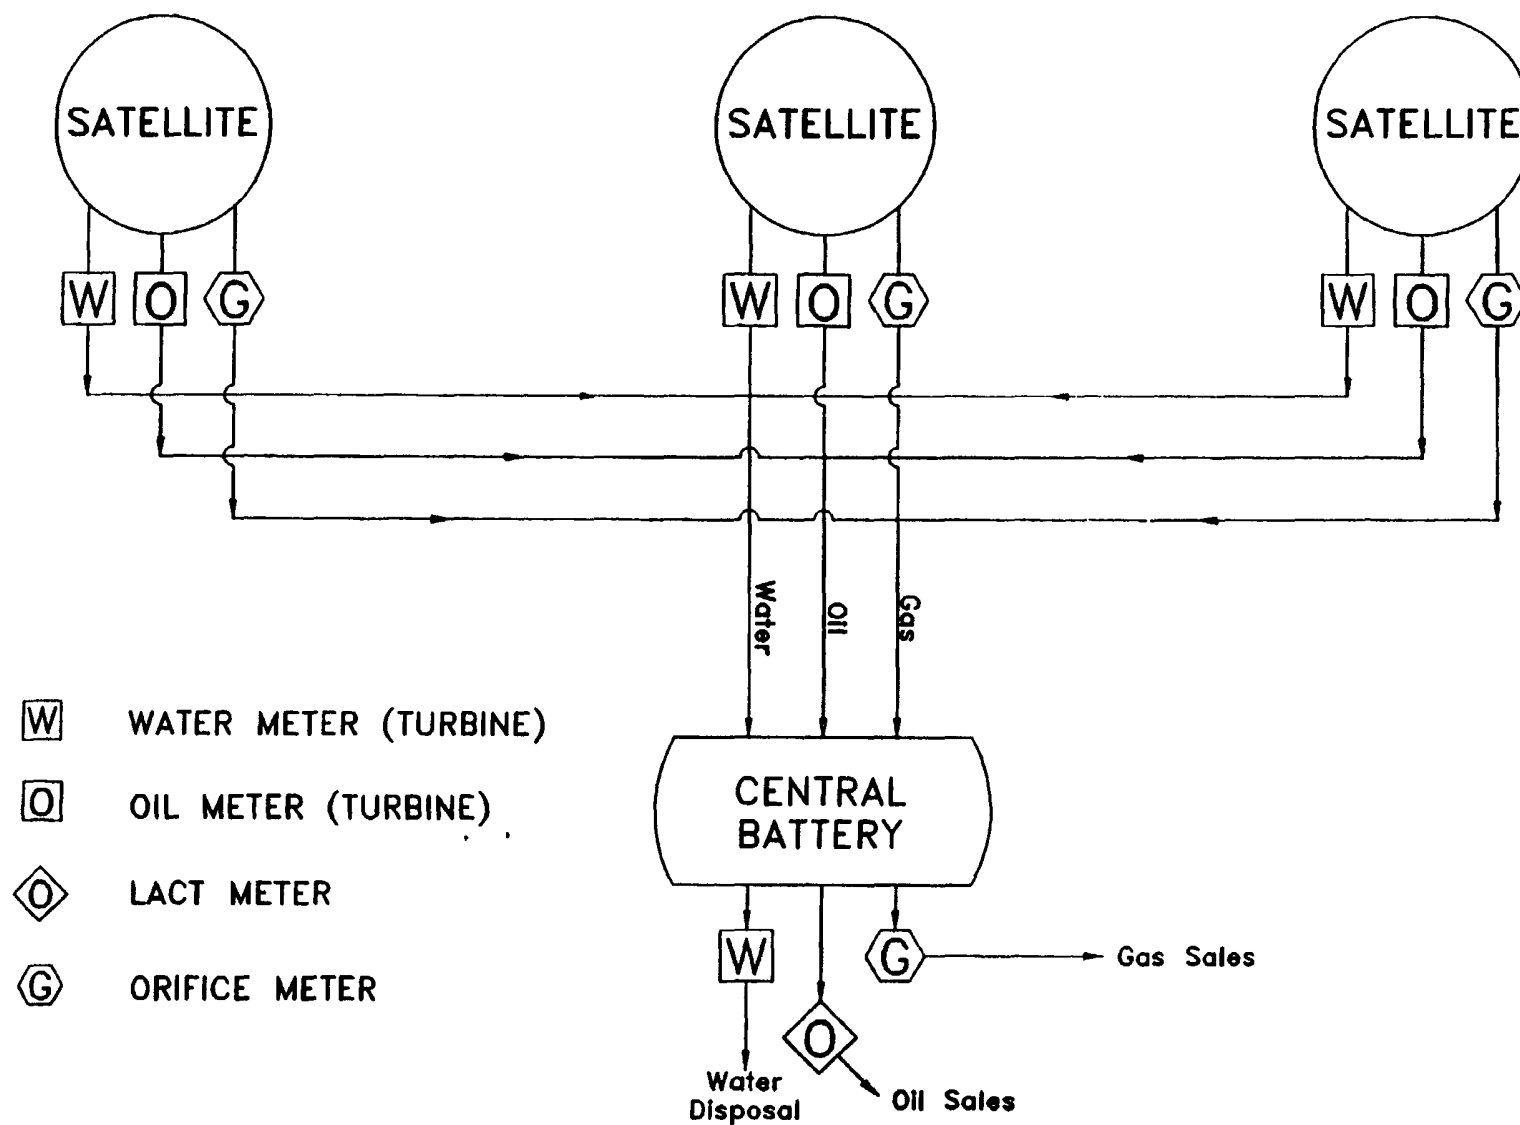 SATELLITE SATELLITE SATELLITE
W O G W O G W O G
Water Oil Gas
W WATER METER (TURBINE)
O OIL METER (TURBINE)
O LACT METER
G ORIFICE METER
CENTRAL
BATTERY
W G Gas Sales
O
Water
Disposal
Oil Sales